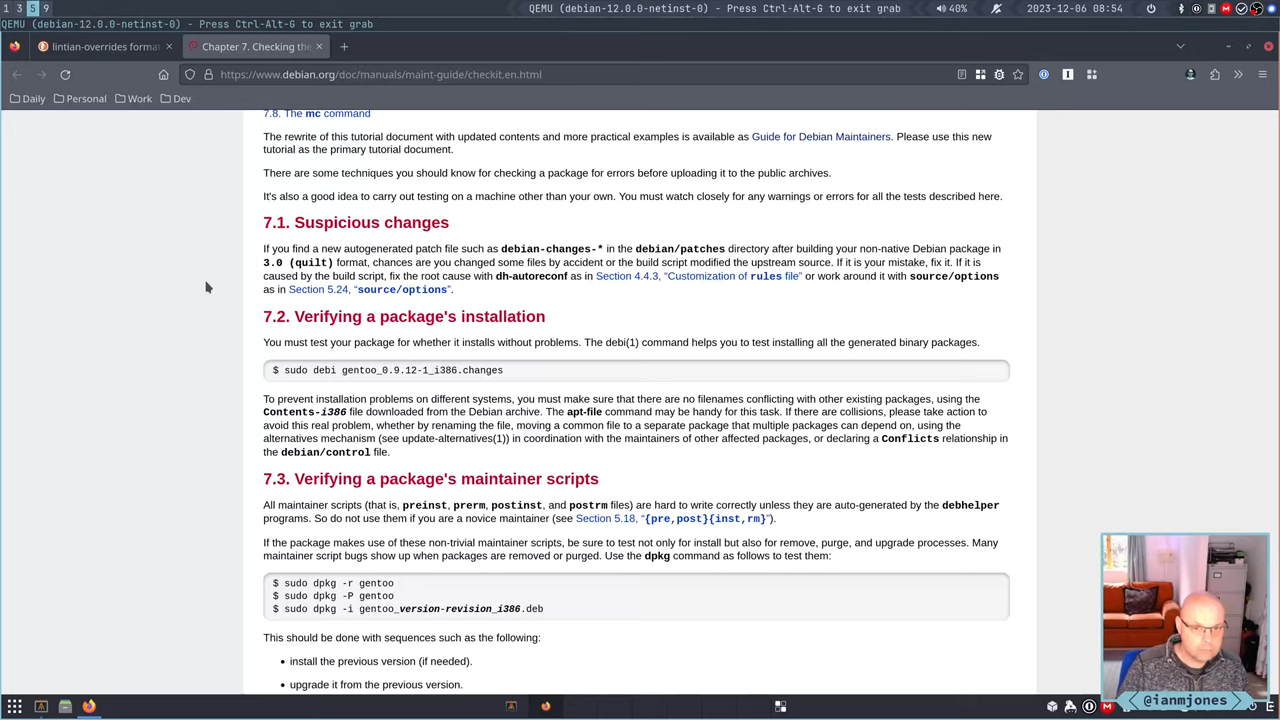 1 3 5 9
QEMU (debian-12.0.0-netinst-0) - Press Ctrl-Alt-G to exit grab
40%
2023-12-06 08:54
QEMU (debian-12.0.0-netinst-0) - Press Ctrl-Alt-G to exit grab
lintian-overrides format
Chapter 7. Checking the
https://www.debian.org/doc/manuals/maint-guide/checkit.en.html
Daily
Personal
Work
Dev
7.8. The mc command
The rewrite of this tutorial document with updated contents and more practical examples is available as Guide for Debian Maintainers. Please use this new
tutorial as the primary tutorial document.
There are some techniques you should know for checking a package for errors before uploading it to the public archives.
It's also a good idea to carry out testing on a machine other than your own. You must watch closely for any warnings or errors for all the tests described here.
7.1. Suspicious changes
If you find a new autogenerated patch file such as debian-changes-* in the debian/patches directory after building your non-native Debian package in
3.0 (quilt) format, chances are you changed some files by accident or the build script modified the upstream source. If it is your mistake, fix it. If it is
caused by the build script, fix the root cause with dh-autoreconf as in Section 4.4.3, “Customization of rules file” or work around it with source/options
as in Section 5.24, “source/options”.
7.2. Verifying a package's installation
You must test your package for whether it installs without problems. The debi(1) command helps you to test installing all the generated binary packages.
$ sudo debi gentoo_0.9.12-1_i386.changes
To prevent installation problems on different systems, you must make sure that there are no filenames conflicting with other existing packages, using the
Contents-i386 file downloaded from the Debian archive. The apt-file command may be handy for this task. If there are collisions, please take action to
avoid this real problem, whether by renaming the file, moving a common file to a separate package that multiple packages can depend on, using the
alternatives mechanism (see update-alternatives(1)) in coordination with the maintainers of other affected packages, or declaring a Conflicts relationship in
the debian/control file.
7.3. Verifying a package's maintainer scripts
All maintainer scripts (that is, preinst, prerm, postinst, and postrm files) are hard to write correctly unless they are auto-generated by the debhelper
programs. So do not use them if you are a novice maintainer (see Section 5.18, “{pre,post}{inst,rm}”).
If the package makes use of these non-trivial maintainer scripts, be sure to test not only for install but also for remove, purge, and upgrade processes. Many
maintainer script bugs show up when packages are removed or purged. Use the dpkg command as follows to test them:
$ sudo dpkg -r gentoo
$ sudo dpkg -P gentoo
$ sudo dpkg -i gentoo_version-revision_i386.deb
This should be done with sequences such as the following:
• install the previous version (if needed).
• upgrade it from the previous version.
@ianmjones